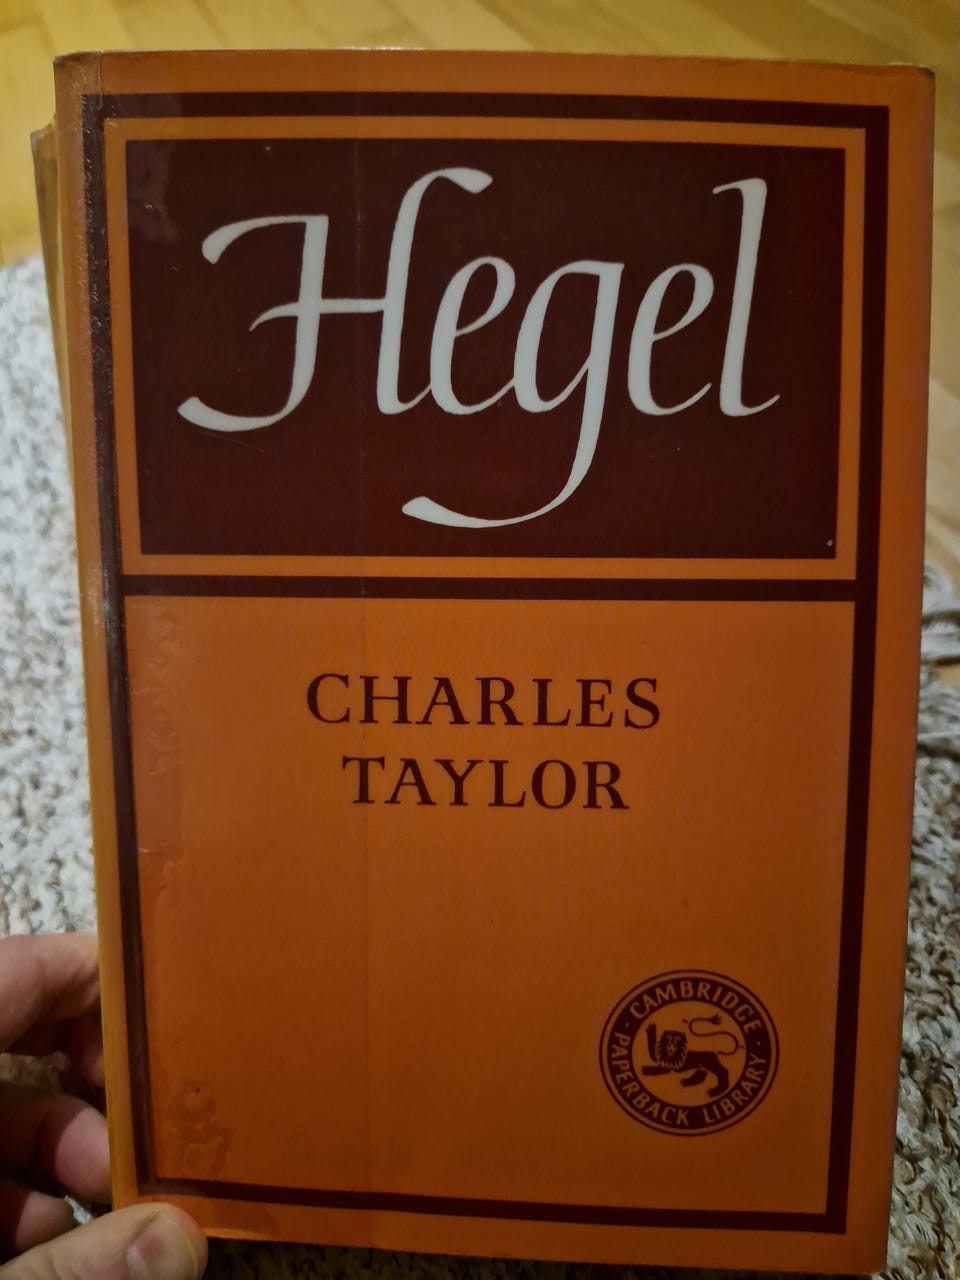 Hegel
CHARLES
TAYLOR
· CAMBRIDGE ·
PAPERBACK LIBRARY